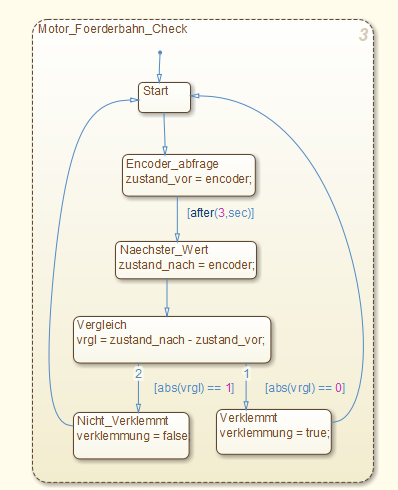 Motor_Foerderbahn_Check
3
Start
Encoder_abfrage
zustand_vor = encoder;
[after(3,sec)]
Naechster_Wert
zustand_nach = encoder;
Vergleich
vrgl = zustand_nach - zustand_vor;
2
1
[abs(vrgl) == 1]
[abs(vrgl) == 0]
Nicht_Verklemmt
verklemmung = false;
Verklemmt
verklemmung = true;